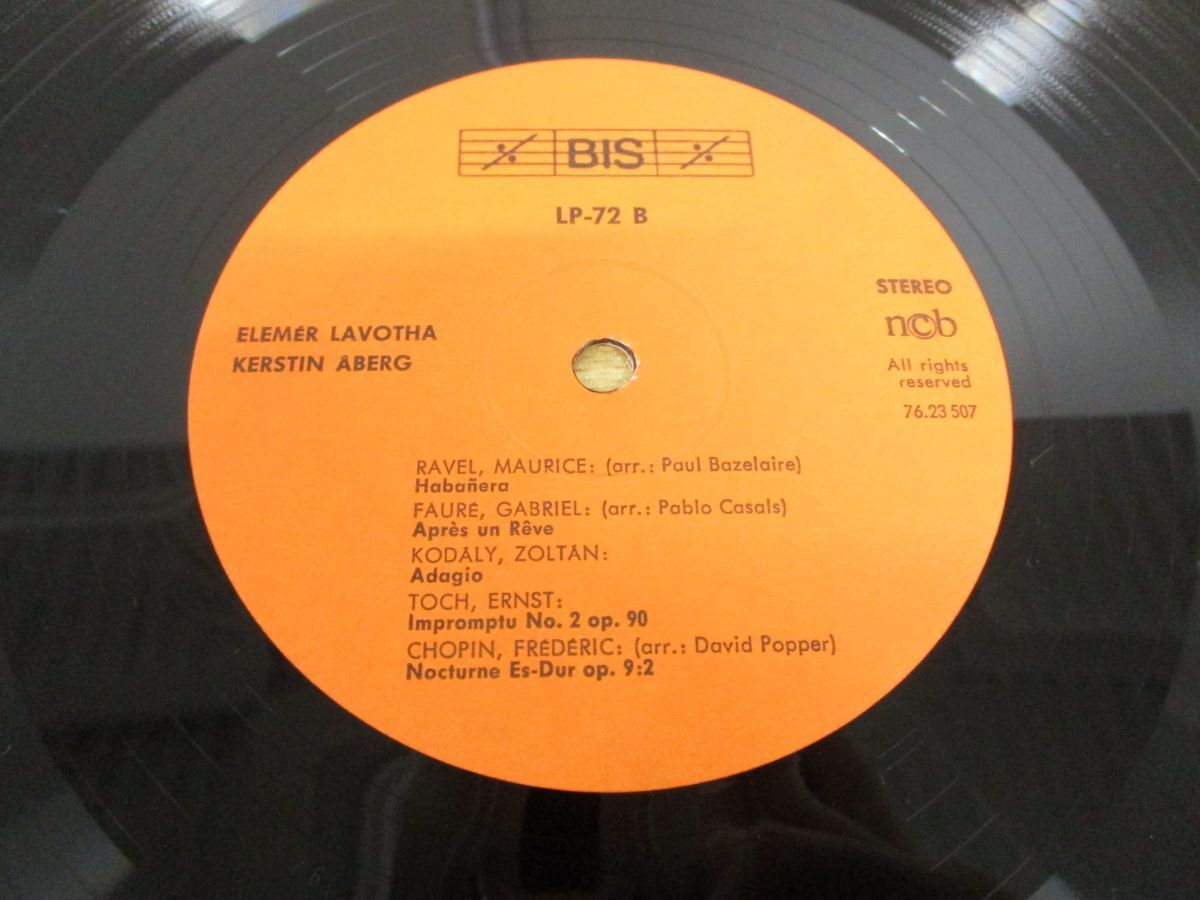 BIS
LP-72 B
STEREO
ncb
All rights
reserved
76.23 507
ELEMÉR LAVOTHA
KERSTIN ÅBERG
RAVEL, MAURICE: (arr.: Paul Bazelaire)
Habañera
FAURÉ, GABRIEL: (arr.: Pablo Casals)
Après un Rêve
KODÁLY, ZOLTÁN:
Adagio
TOCH, ERNST:
Impromptu No. 2 op. 90
CHOPIN, FRÉDÉRIC: (arr.: David Popper)
Nocturne Es-Dur op. 9:2